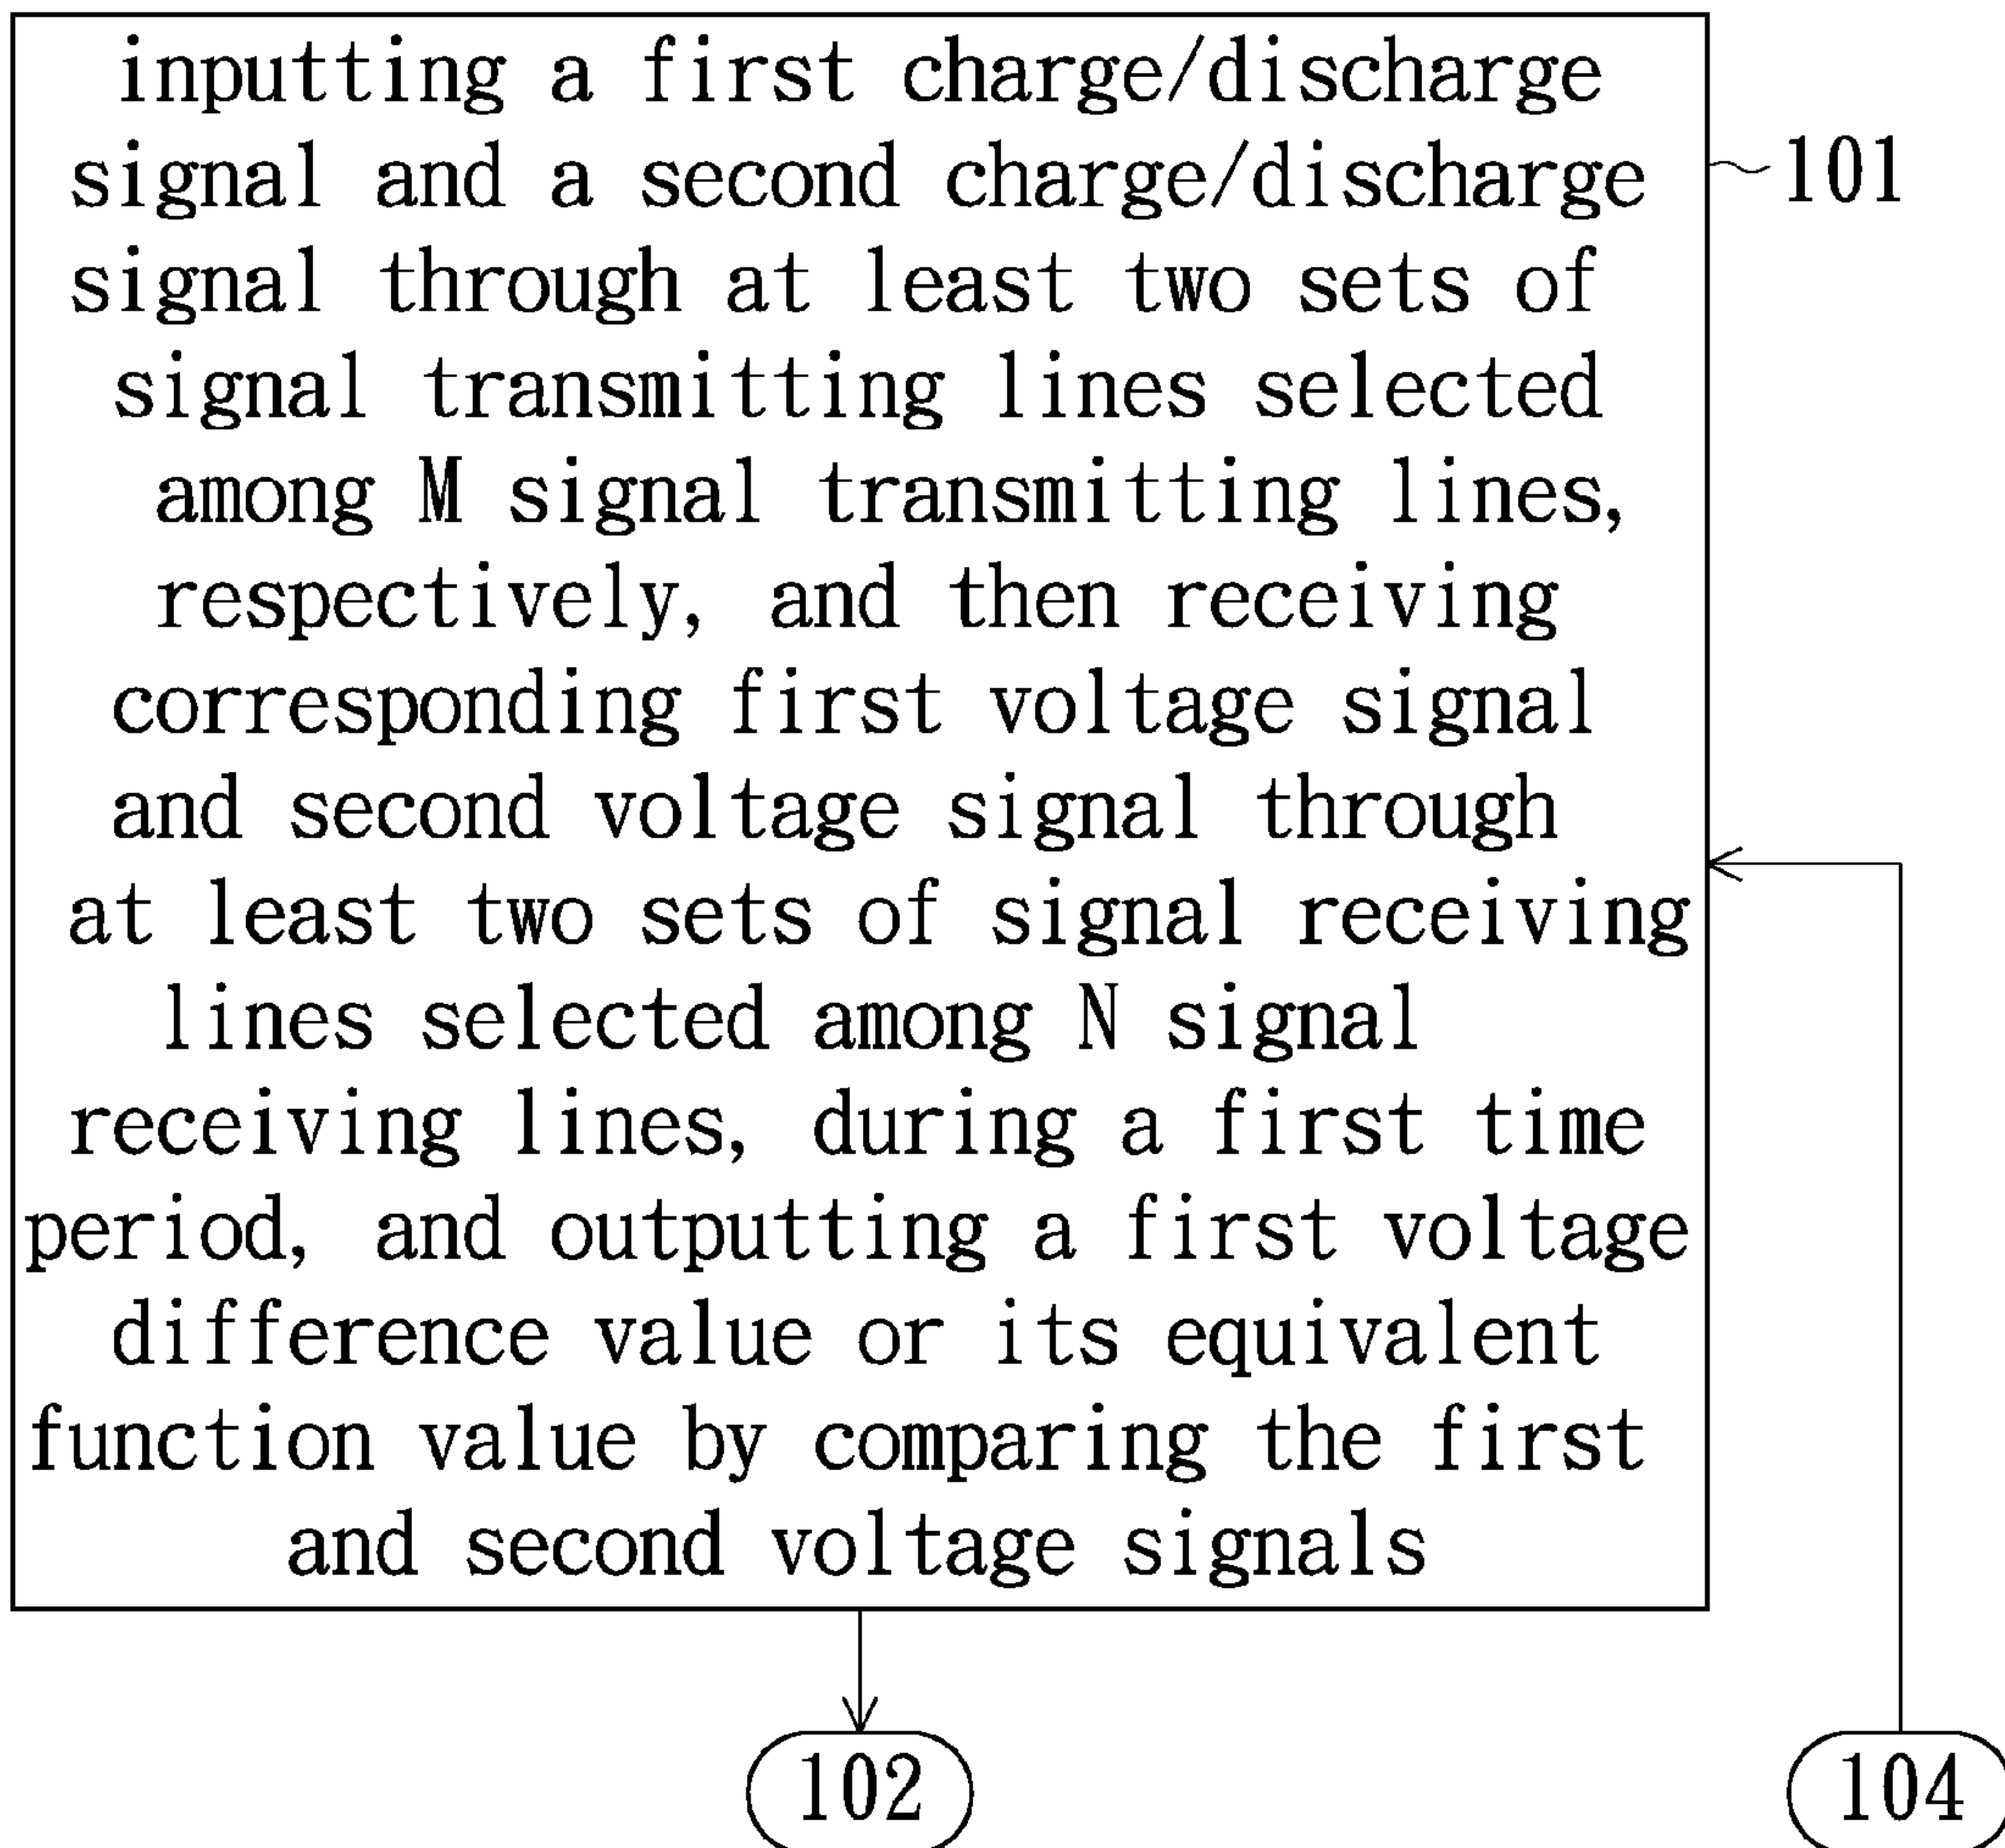 inputting a first charge/discharge
signal and a second charge/discharge
signal through at least two sets of
signal transmitting lines selected
among M signal transmitting lines,
respectively, and then receiving
corresponding first voltage signal
and second voltage signal through
at least two sets of signal receiving
lines selected among N signal
receiving lines, during a first time
period, and outputting a first voltage
difference value or its equivalent
function value by comparing the first
and second voltage signals
101
102
104